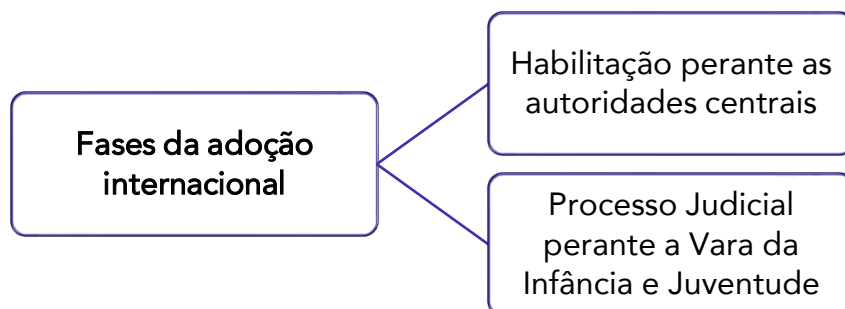 Fases da adoção
internacional
Habilitação perante as
autoridades centrais
Processo Judicial
perante a Vara da
Infância e Juventude